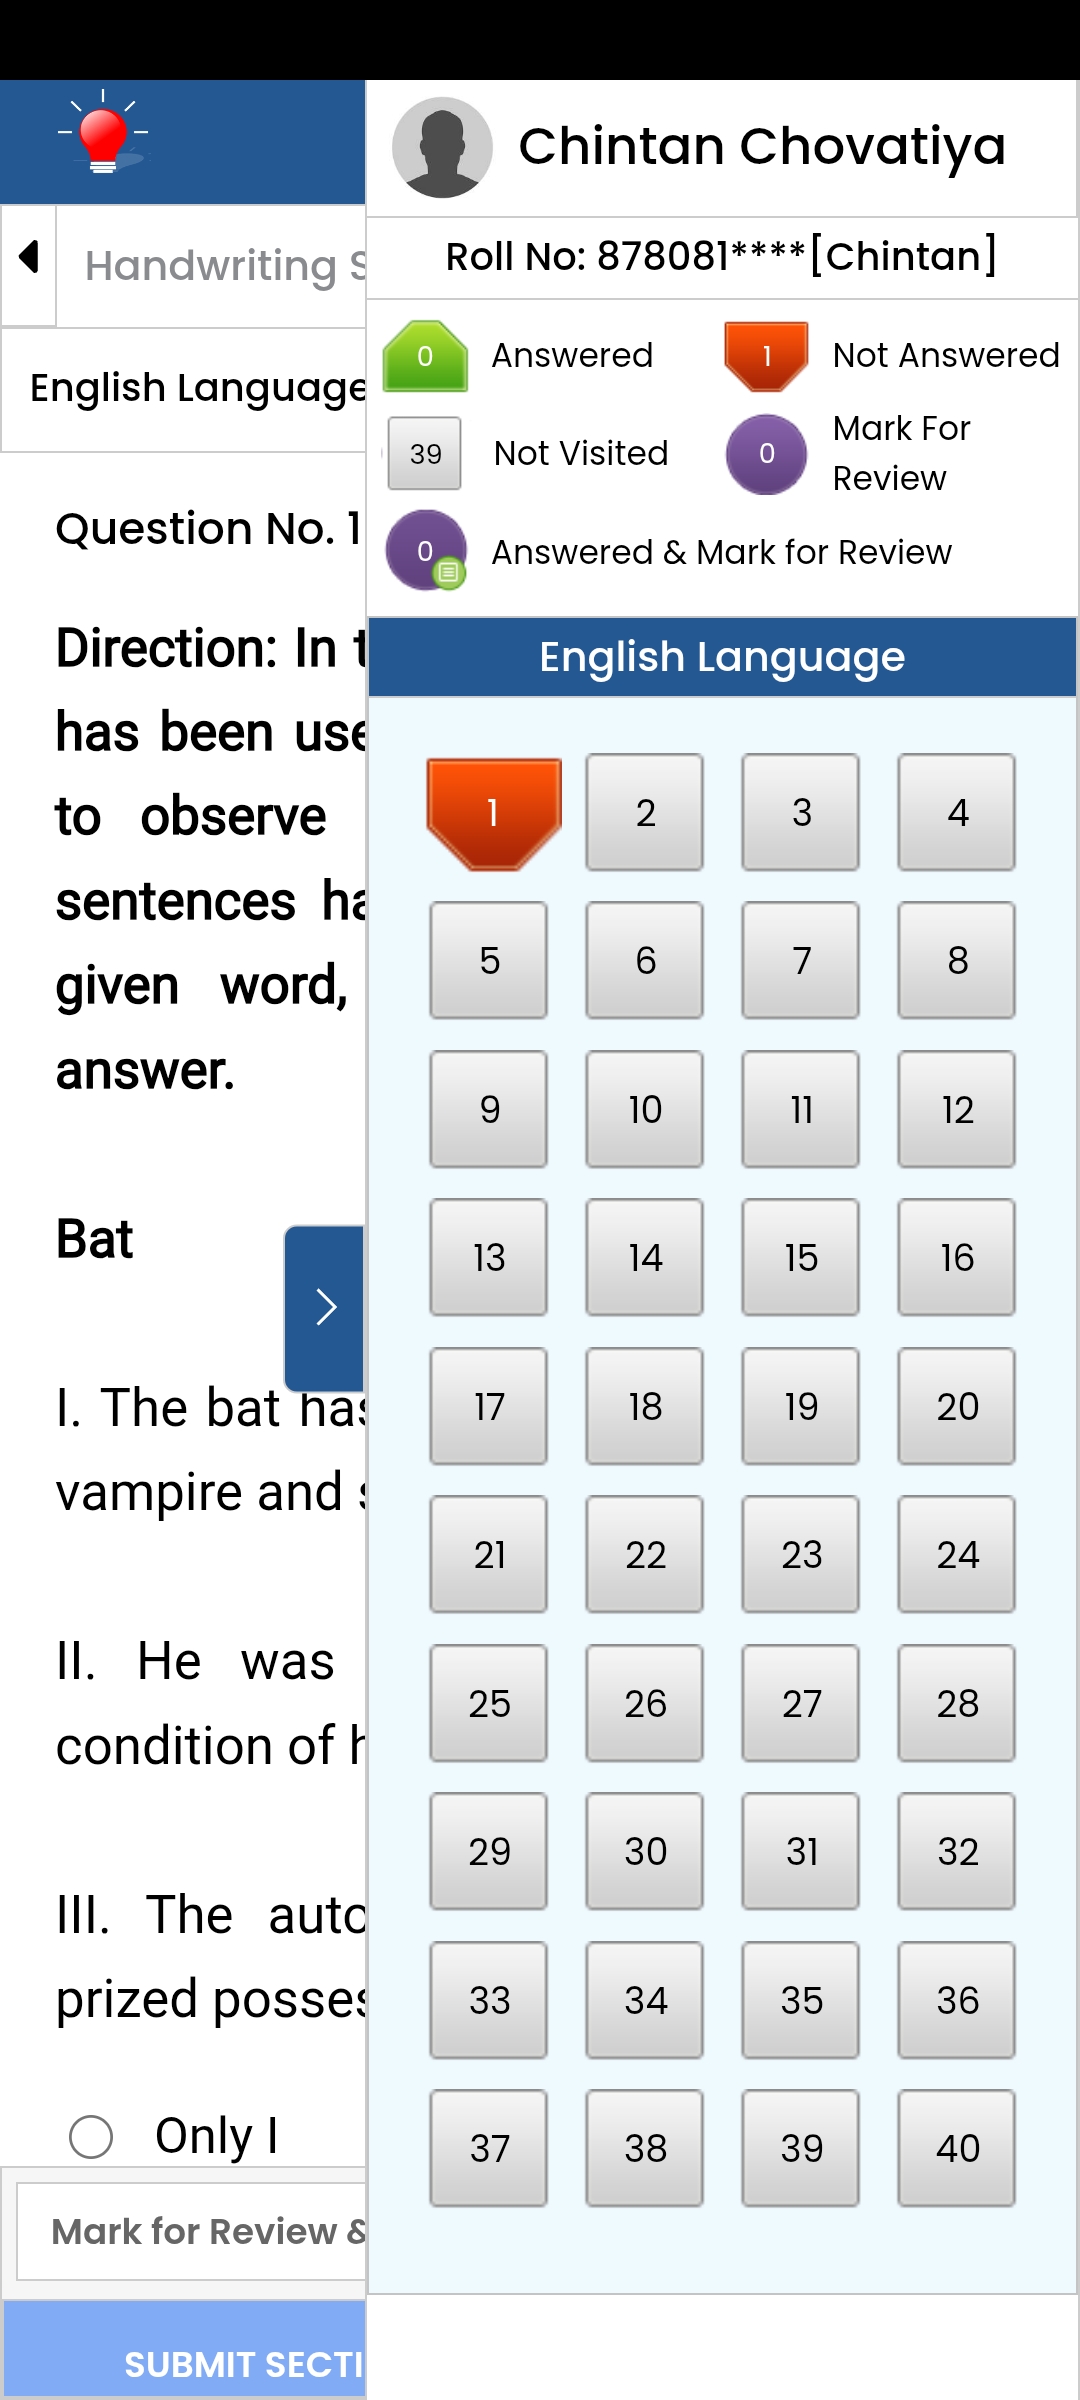 Chintan Chovatiya
Handwriting S
Roll No: 878081****[Chintan]
English Language
0 Answered
1 Not Answered
39 Not Visited
0 Mark For
Review
0 Answered & Mark for Review
Question No. 1
Direction: In t
has been use
to observe
sentences ha
given word,
answer.
Bat
I. The bat has
vampire and s
II. He was
condition of h
III. The auto
prized posses
Only I
Mark for Review &
SUBMIT SECTI
English Language
1 2 3 4
5 6 7 8
9 10 11 12
13 14 15 16
17 18 19 20
21 22 23 24
25 26 27 28
29 30 31 32
33 34 35 36
37 38 39 40